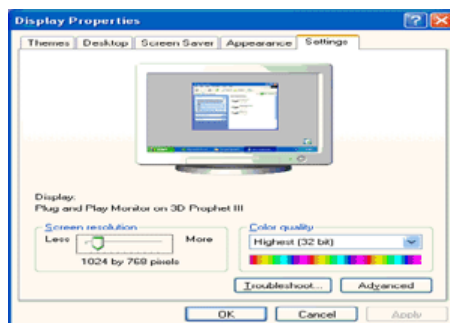 Display Properties
Themes Desktop Screen Saver Appearance Settings
Display:
Plug and Play Monitor on 3D Prophet III
Screen resolution
Less More
1024 by 768 pixels
Color quality
Highest (32 bit)
Troubleshoot... Advanced
OK Cancel Apply